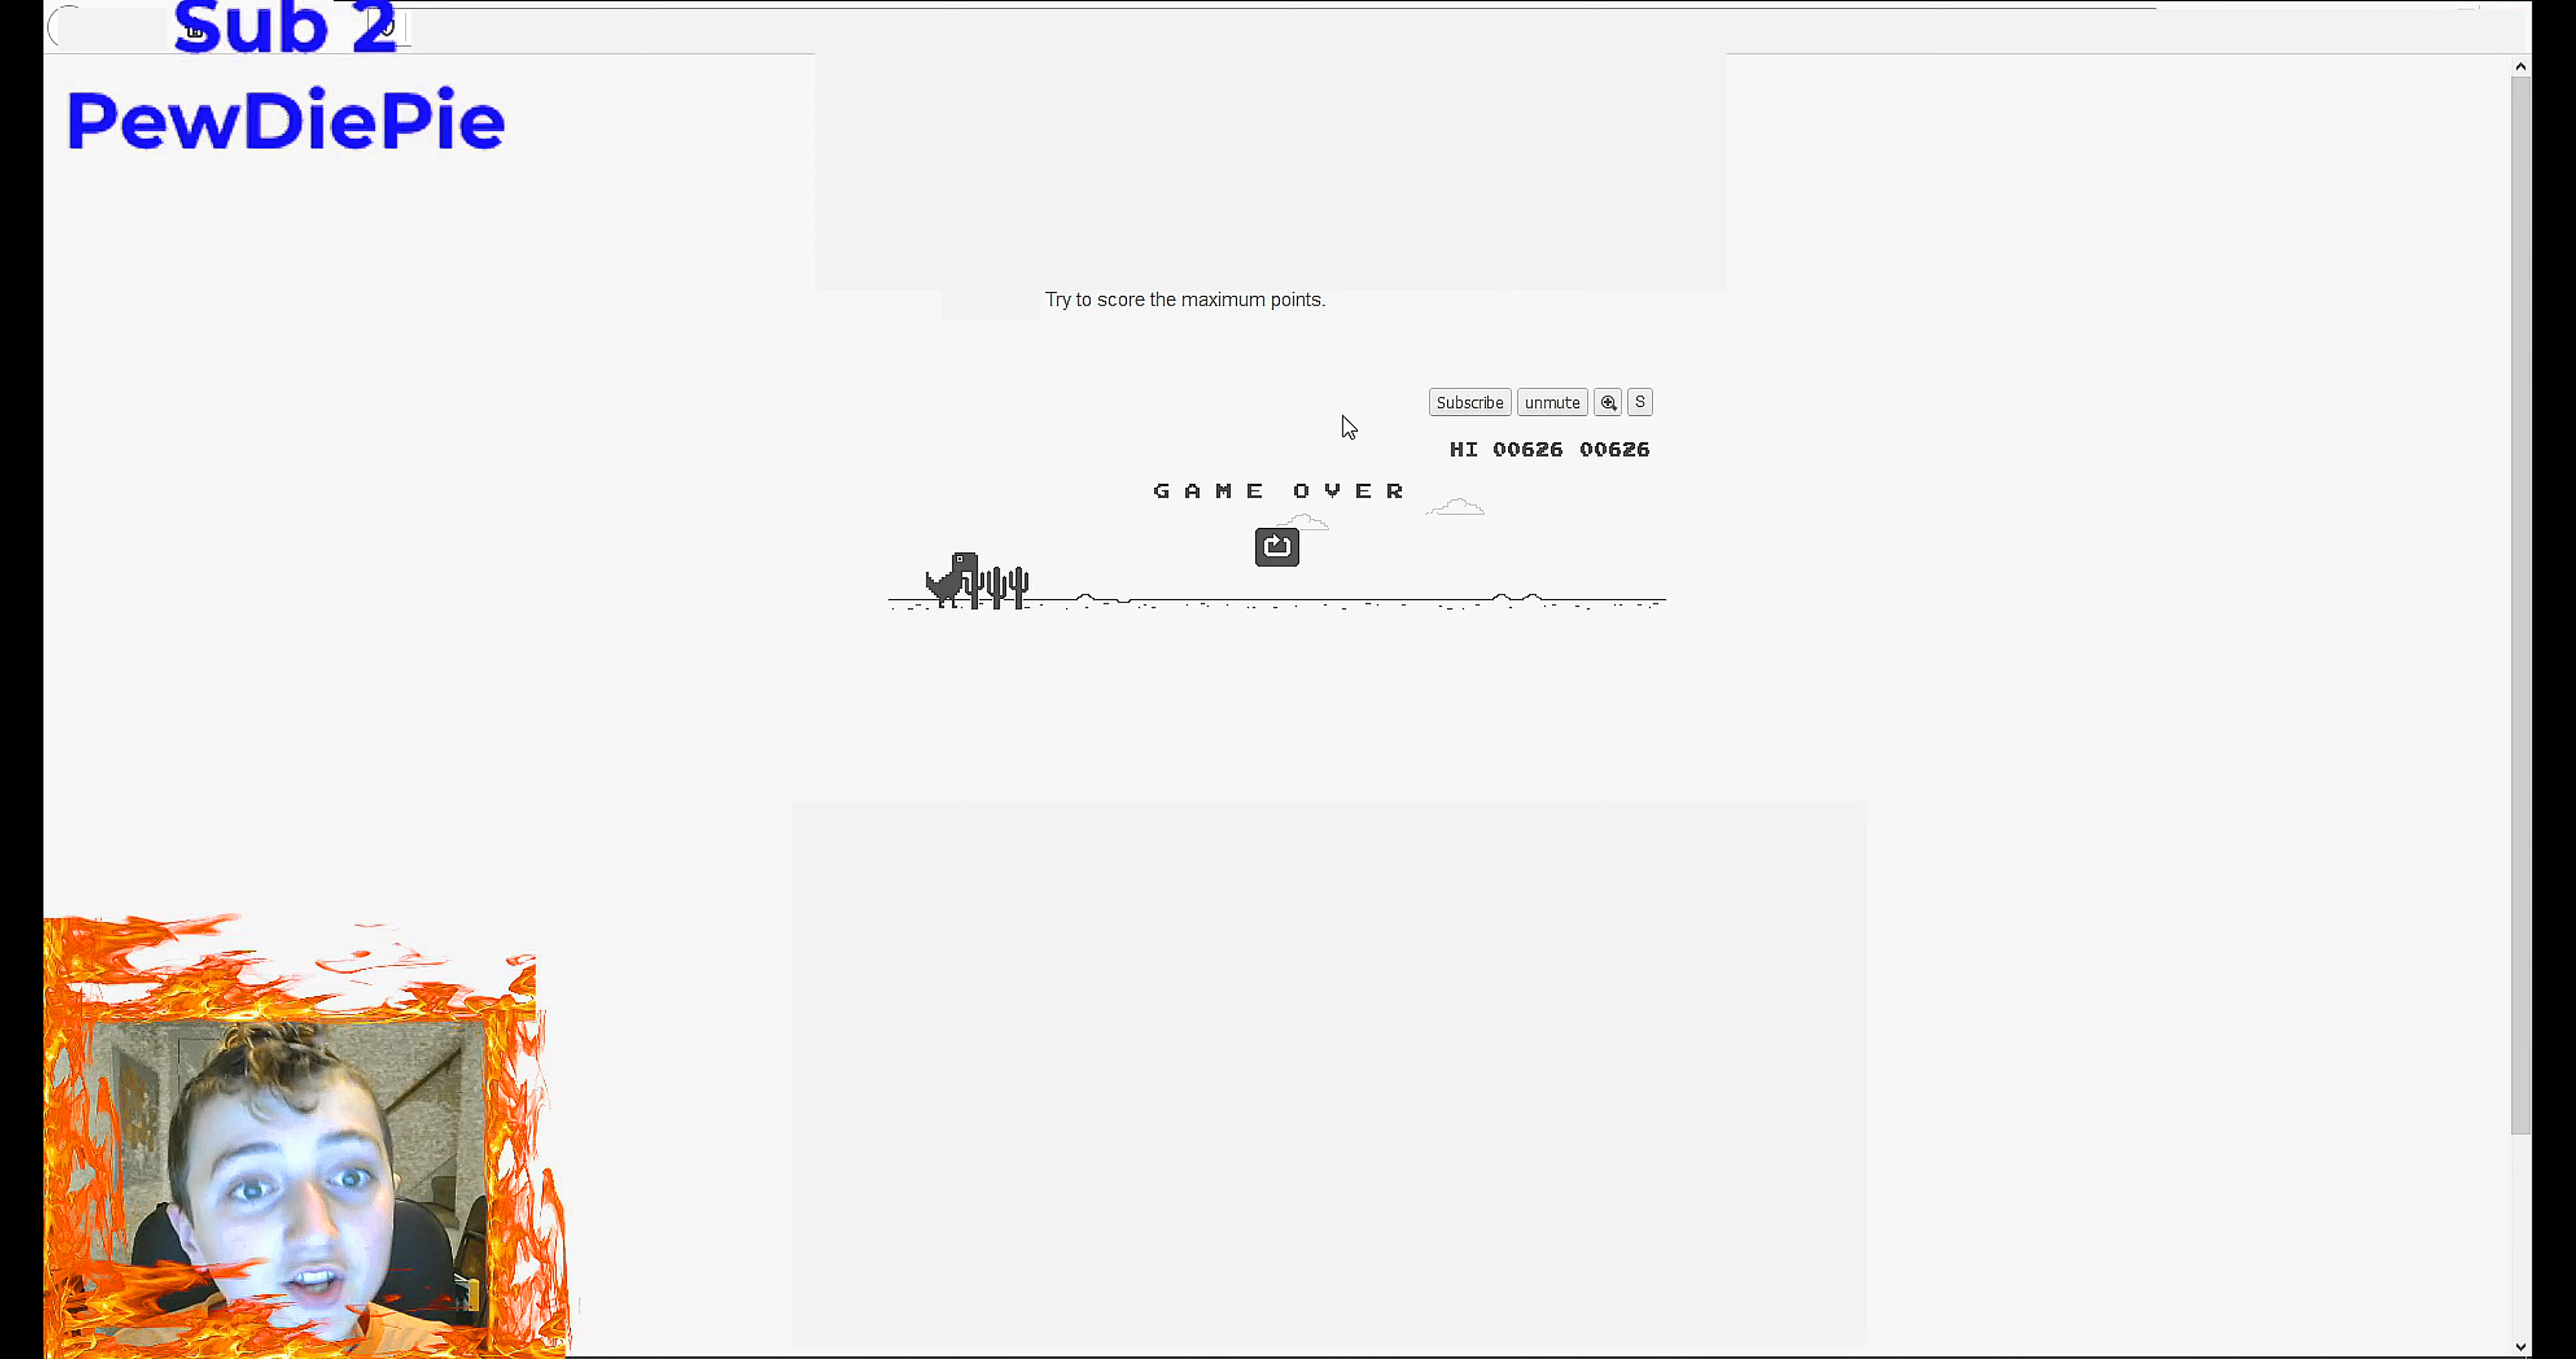 Sub 2
PewDiePie
Try to score the maximum points.
Subscribe unmute S
HI 00626 00626
GAME OVER